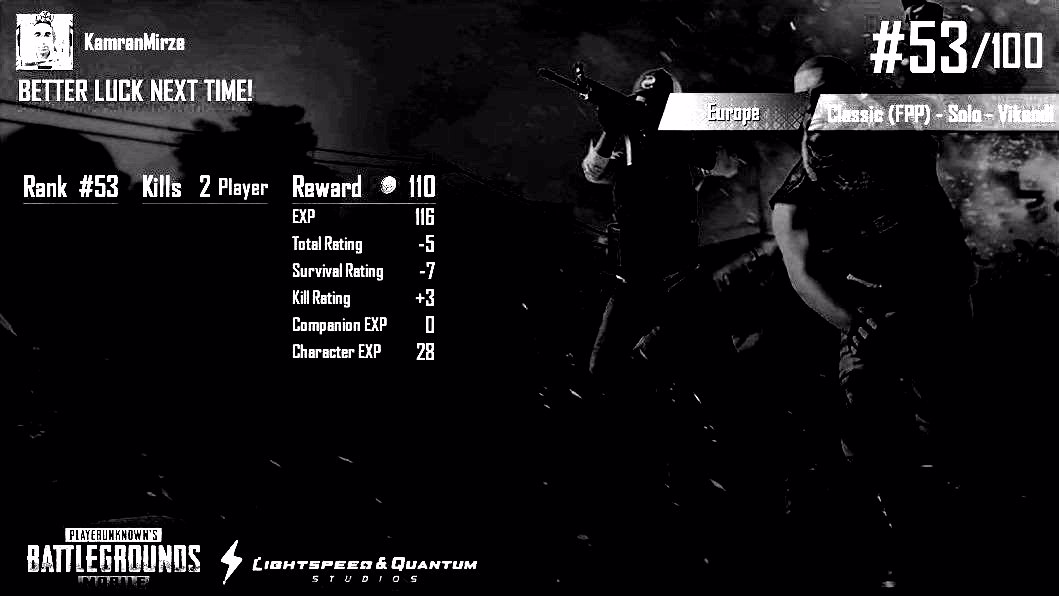 KamranMirza
BETTER LUCK NEXT TIME!
#53/100
Europe
Classic (FPP) - Solo - Vikendi
Rank #53 Kills 2 Player Reward 110
EXP 116
Total Rating -5
Survival Rating -7
Kill Rating +3
Companion EXP 0
Character EXP 28
PLAYERUNKNOWN'S
BATTLEGROUNDS
MOBILE
LIGHTSPEED & QUANTUM
STUDIOS